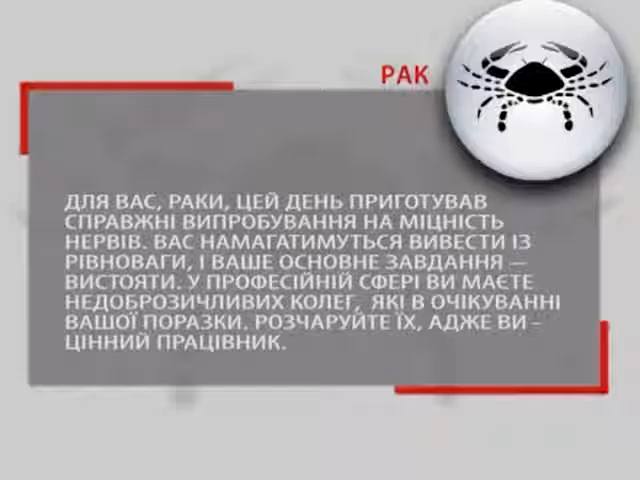 РАК
ДЛЯ ВАС, РАКИ, ЦЕЙ ДЕНЬ ПРИГОТУВАВ
СПРАВЖНІ ВИПРОБУВАННЯ НА МІЦНІСТЬ
НЕРВІВ. ВАС НАМАГАТИМУТЬСЯ ВИВЕСТИ ІЗ
РІВНОВАГИ, І ВАШЕ ОСНОВНЕ ЗАВДАННЯ —
ВИСТОЯТИ. У ПРОФЕСІЙНІЙ СФЕРІ ВИ МАЄТЕ
НЕДОБРОЗИЧЛИВИХ КОЛЕГ, ЯКІ В ОЧІКУВАННІ
ВАШОЇ ПОРАЗКИ. РОЗЧАРУЙТЕ ЇХ, АДЖЕ ВИ –
ЦІННИЙ ПРАЦІВНИК.